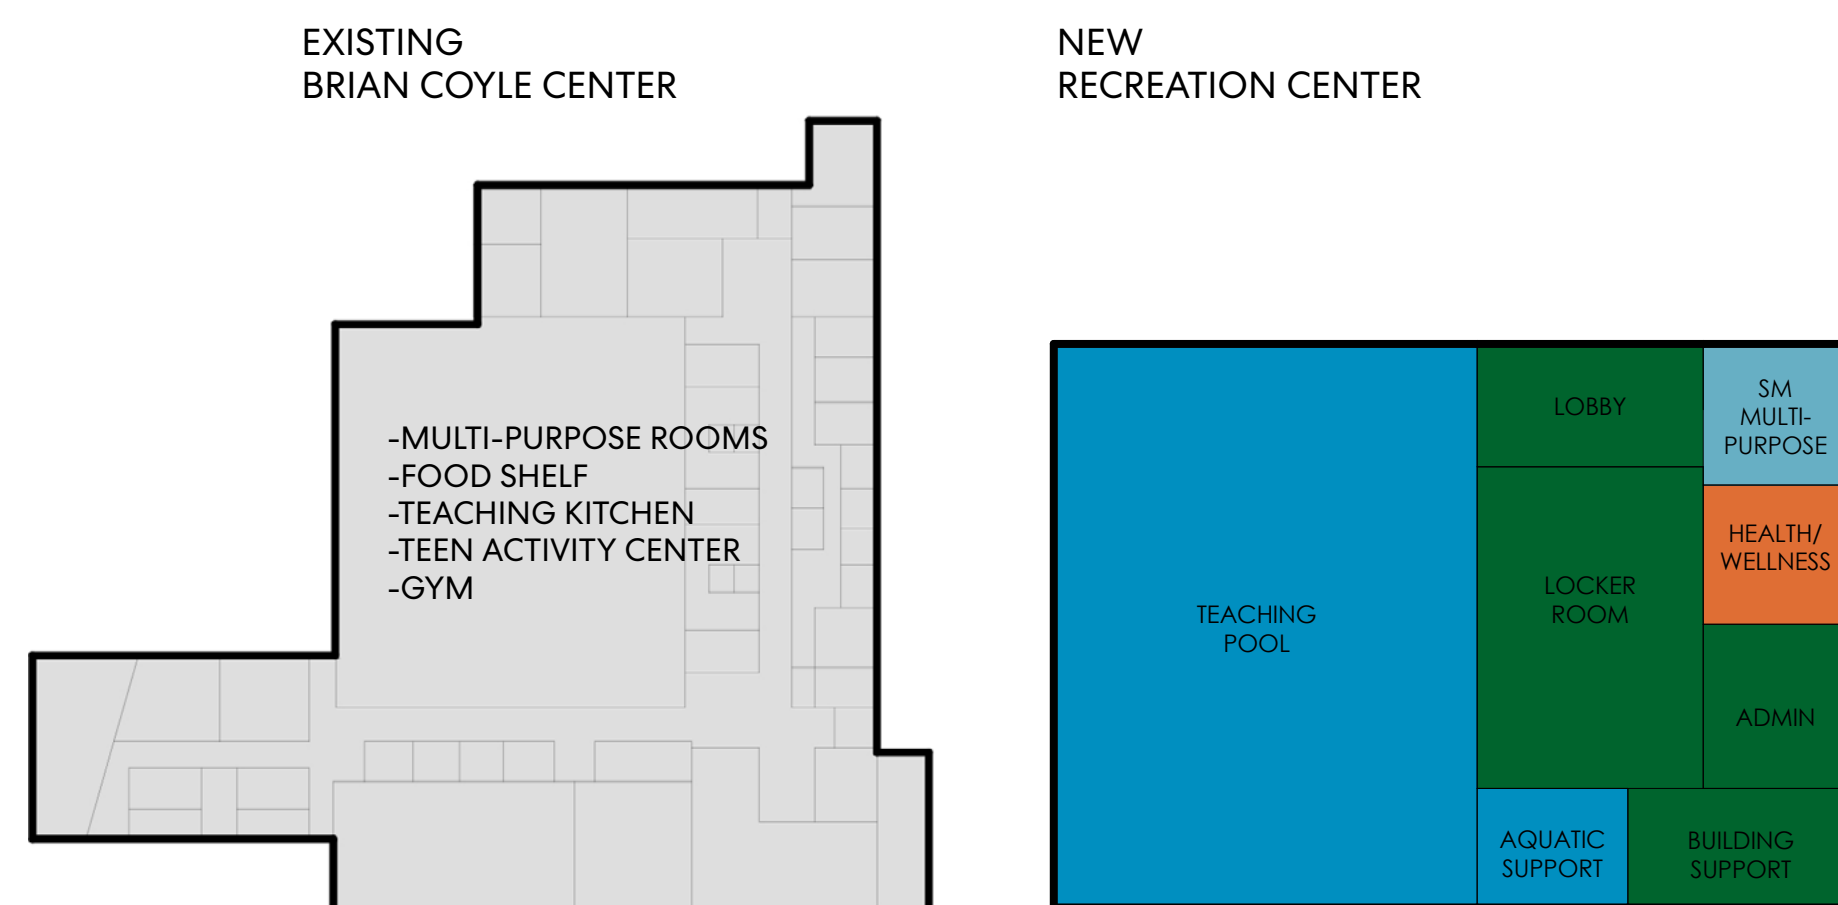 EXISTING
BRIAN COYLE CENTER
NEW
RECREATION CENTER
-MULTI-PURPOSE ROOMS
-FOOD SHELF
-TEACHING KITCHEN
-TEEN ACTIVITY CENTER
-GYM
TEACHING
POOL
LOBBY
SM
MULTI-
PURPOSE
HEALTH/
WELLNESS
LOCKER
ROOM
ADMIN
AQUATIC
SUPPORT
BUILDING
SUPPORT